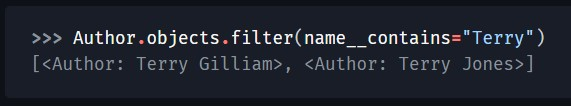 >>> Author.objects.filter(name__contains="Terry")
[<Author: Terry Gilliam>, <Author: Terry Jones>]